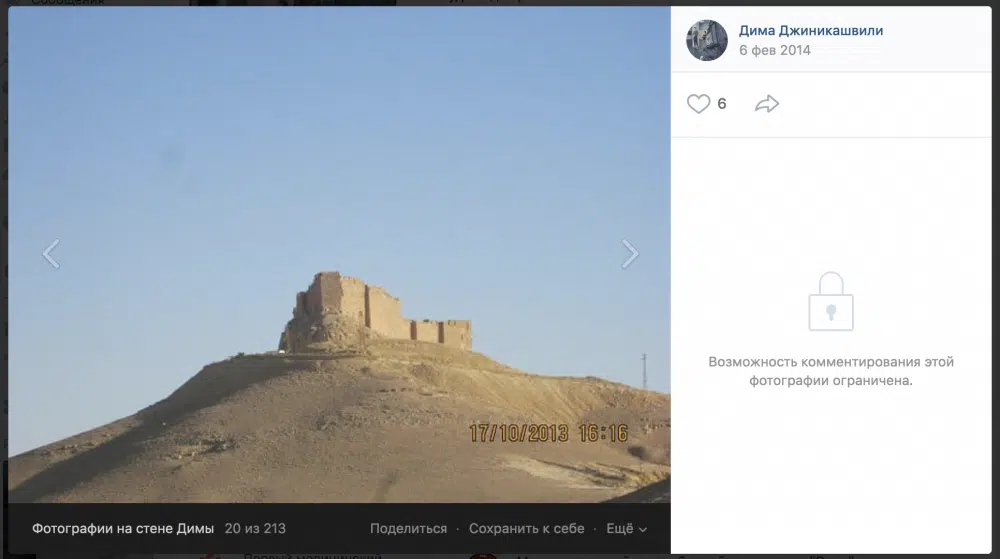 Сообщения
Дима Джиникашвили
6 фев 2014
6
Возможность комментирования этой
фотографии ограничена.
17/10/2013 16:16
Фотографии на стене Димы 20 из 213
Поделиться · Сохранить к себе · Ещё